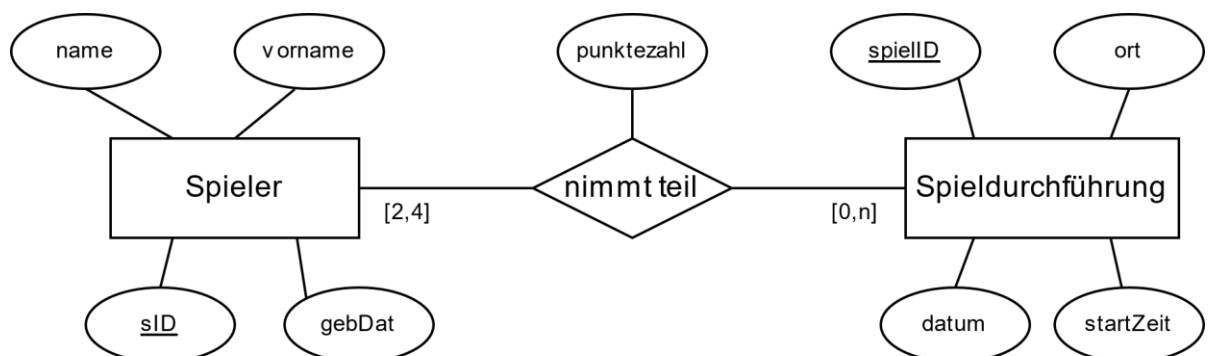 name
vorname
punktezahl
spielID
ort
Spieler
nimmt teil
Spieldurchführung
[2,4]
[0,n]
sID
gebDat
datum
startZeit